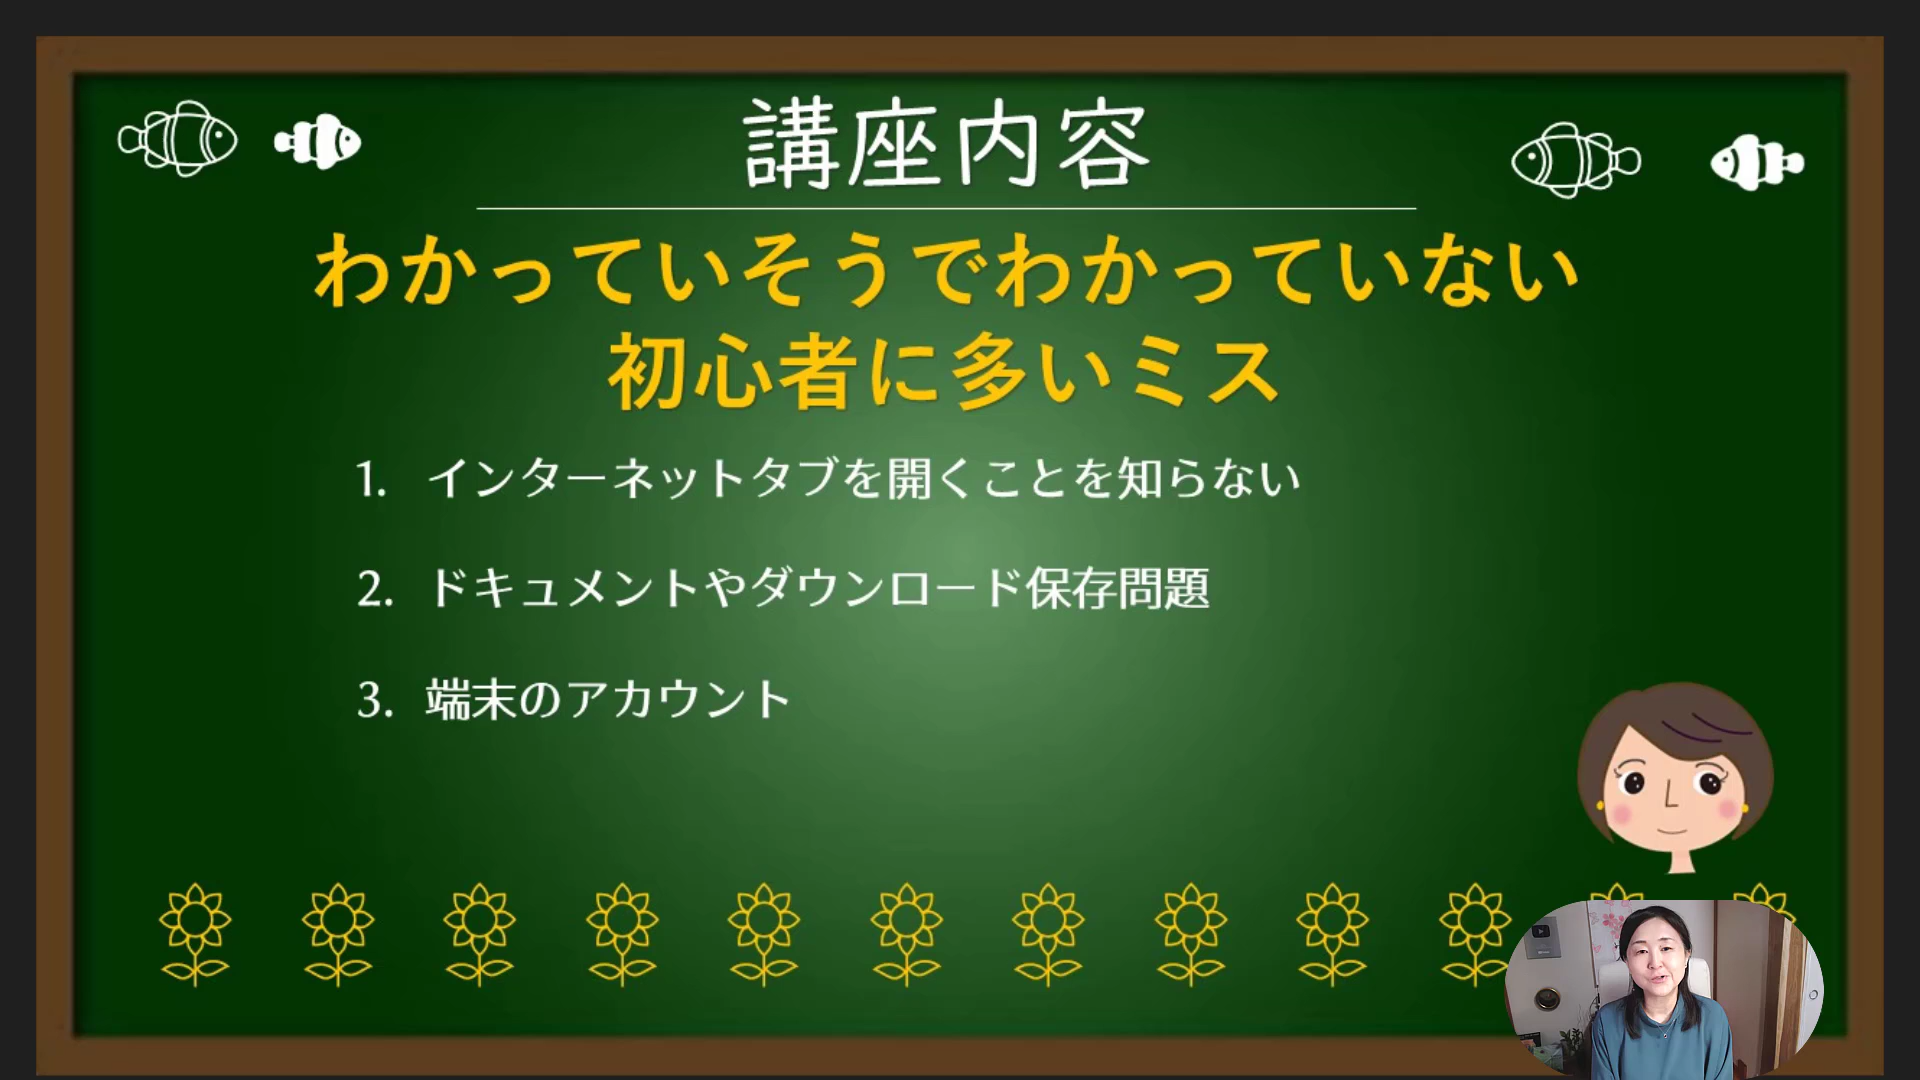 講座内容
わかっていそうでわかっていない
初心者に多いミス
1. インターネットタブを開くことを知らない
2. ドキュメントやダウンロード保存問題
3. 端末のアカウント